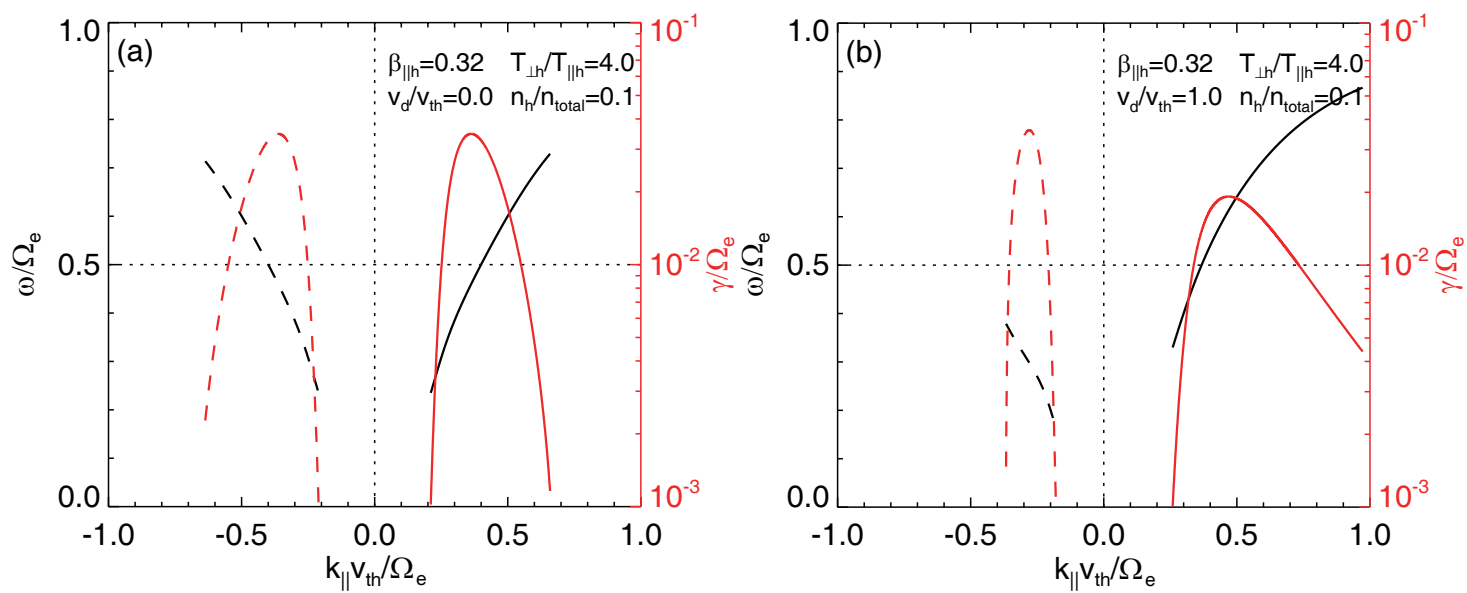 (a)
β||h=0.32 T⊥h/T||h=4.0
vd/vth=0.0 nh/ntotal=0.1
1.0
0.5
0.0
ω/Ωe
-1.0 -0.5 0.0 0.5 1.0
k||vth/Ωe
10-1
10-2
10-3
γ/Ωe
(b)
β||h=0.32 T⊥h/T||h=4.0
vd/vth=1.0 nh/ntotal=0.1
1.0
0.5
0.0
ω/Ωe
-1.0 -0.5 0.0 0.5 1.0
k||vth/Ωe
10-1
10-2
10-3
γ/Ωe